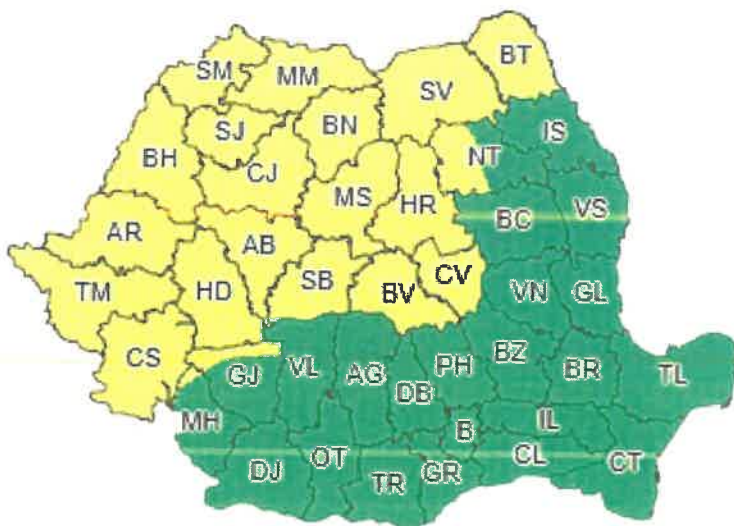 BT
SM MM SV
SJ BN IS
BH CJ NT
MS HR BC VS
AR AB
TM HD SB BV CV VN GL
CS GJ VL AG DB PH BZ BR TL
MH B IL
DJ OT TR GR CL CT